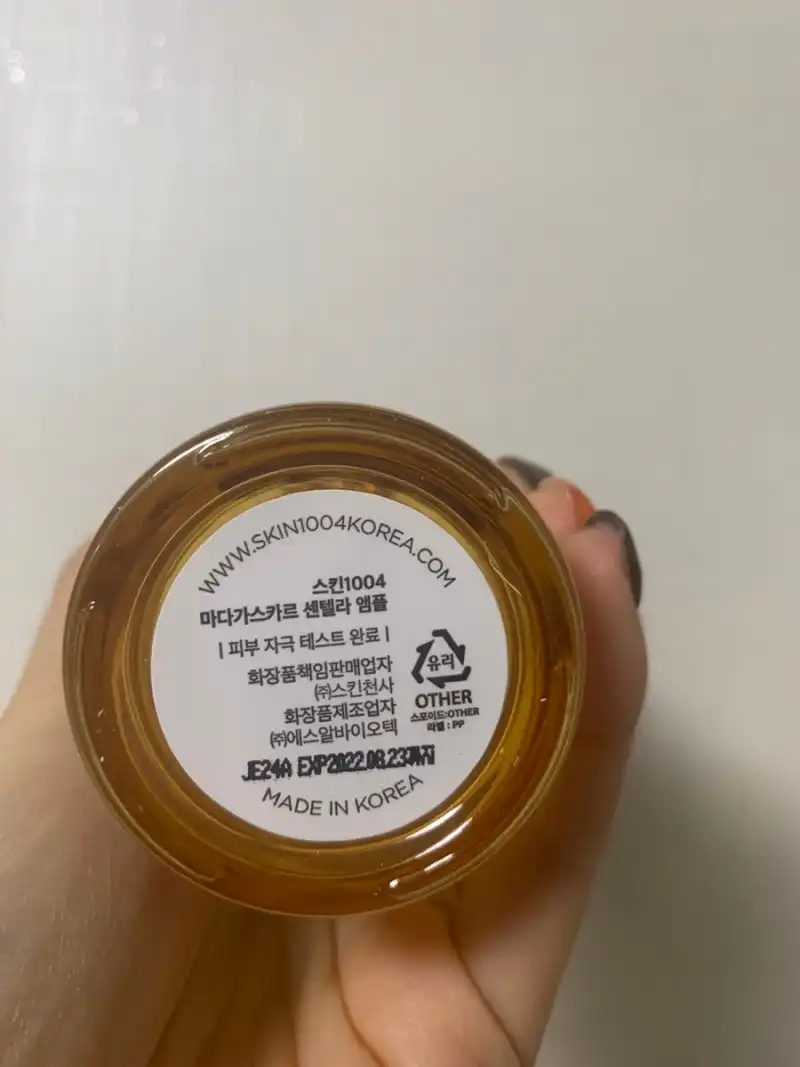 WWW.SKIN1004KOREA.COM
스킨1004
마다가스카르 센텔라 앰플
| 피부 자극 테스트 완료 |
화장품책임판매업자
㈜스킨천사
화장품제조업자
㈜에스알바이오텍
유리
OTHER
스포이드:OTHER
라벨 : PP
JE24A EXP2022.08.23까지
MADE IN KOREA